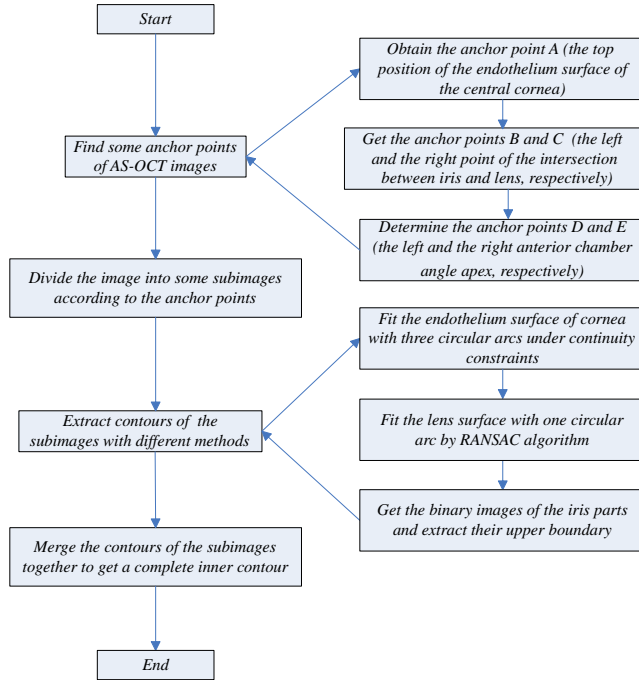 Start
Find some anchor points
of AS-OCT images
Obtain the anchor point A (the top
position of the endothelium surface of
the central cornea)
Get the anchor points B and C (the left
and the right point of the intersection
between iris and lens, respectively)
Determine the anchor points D and E
(the left and the right anterior chamber
angle apex, respectively)
Divide the image into some subimages
according to the anchor points
Extract contours of the
subimages with different methods
Fit the endothelium surface of cornea
with three circular arcs under continuity
constraints
Fit the lens surface with one circular
arc by RANSAC algorithm
Get the binary images of the iris parts
and extract their upper boundary
Merge the contours of the subimages
together to get a complete inner contour
End